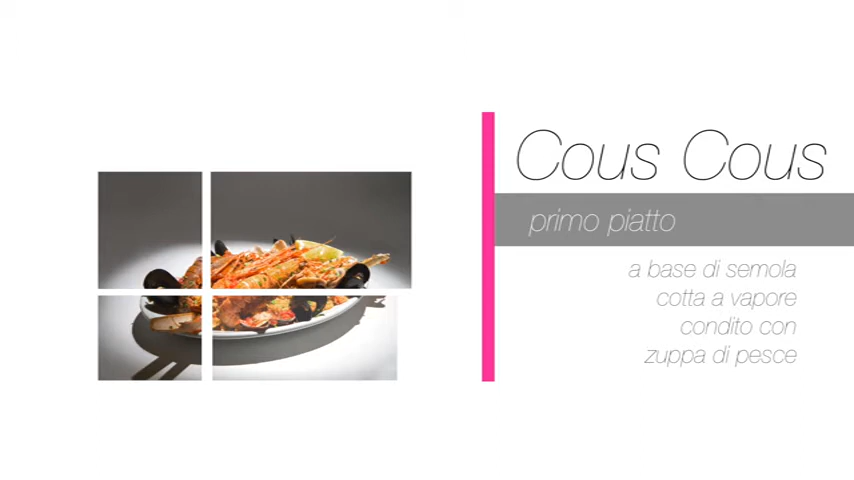 Cous Cous
primo piatto
a base di semola
cotta a vapore
condito con
zuppa di pesce